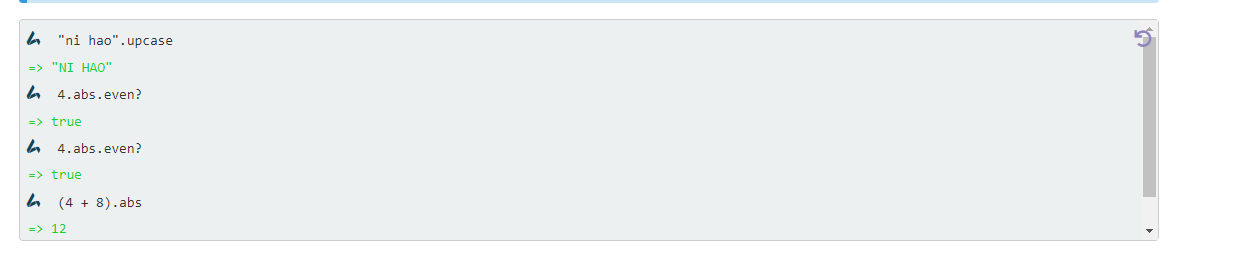 "ni hao".upcase
=> "NI HAO"
4.abs.even?
=> true
4.abs.even?
=> true
(4 + 8).abs
=> 12